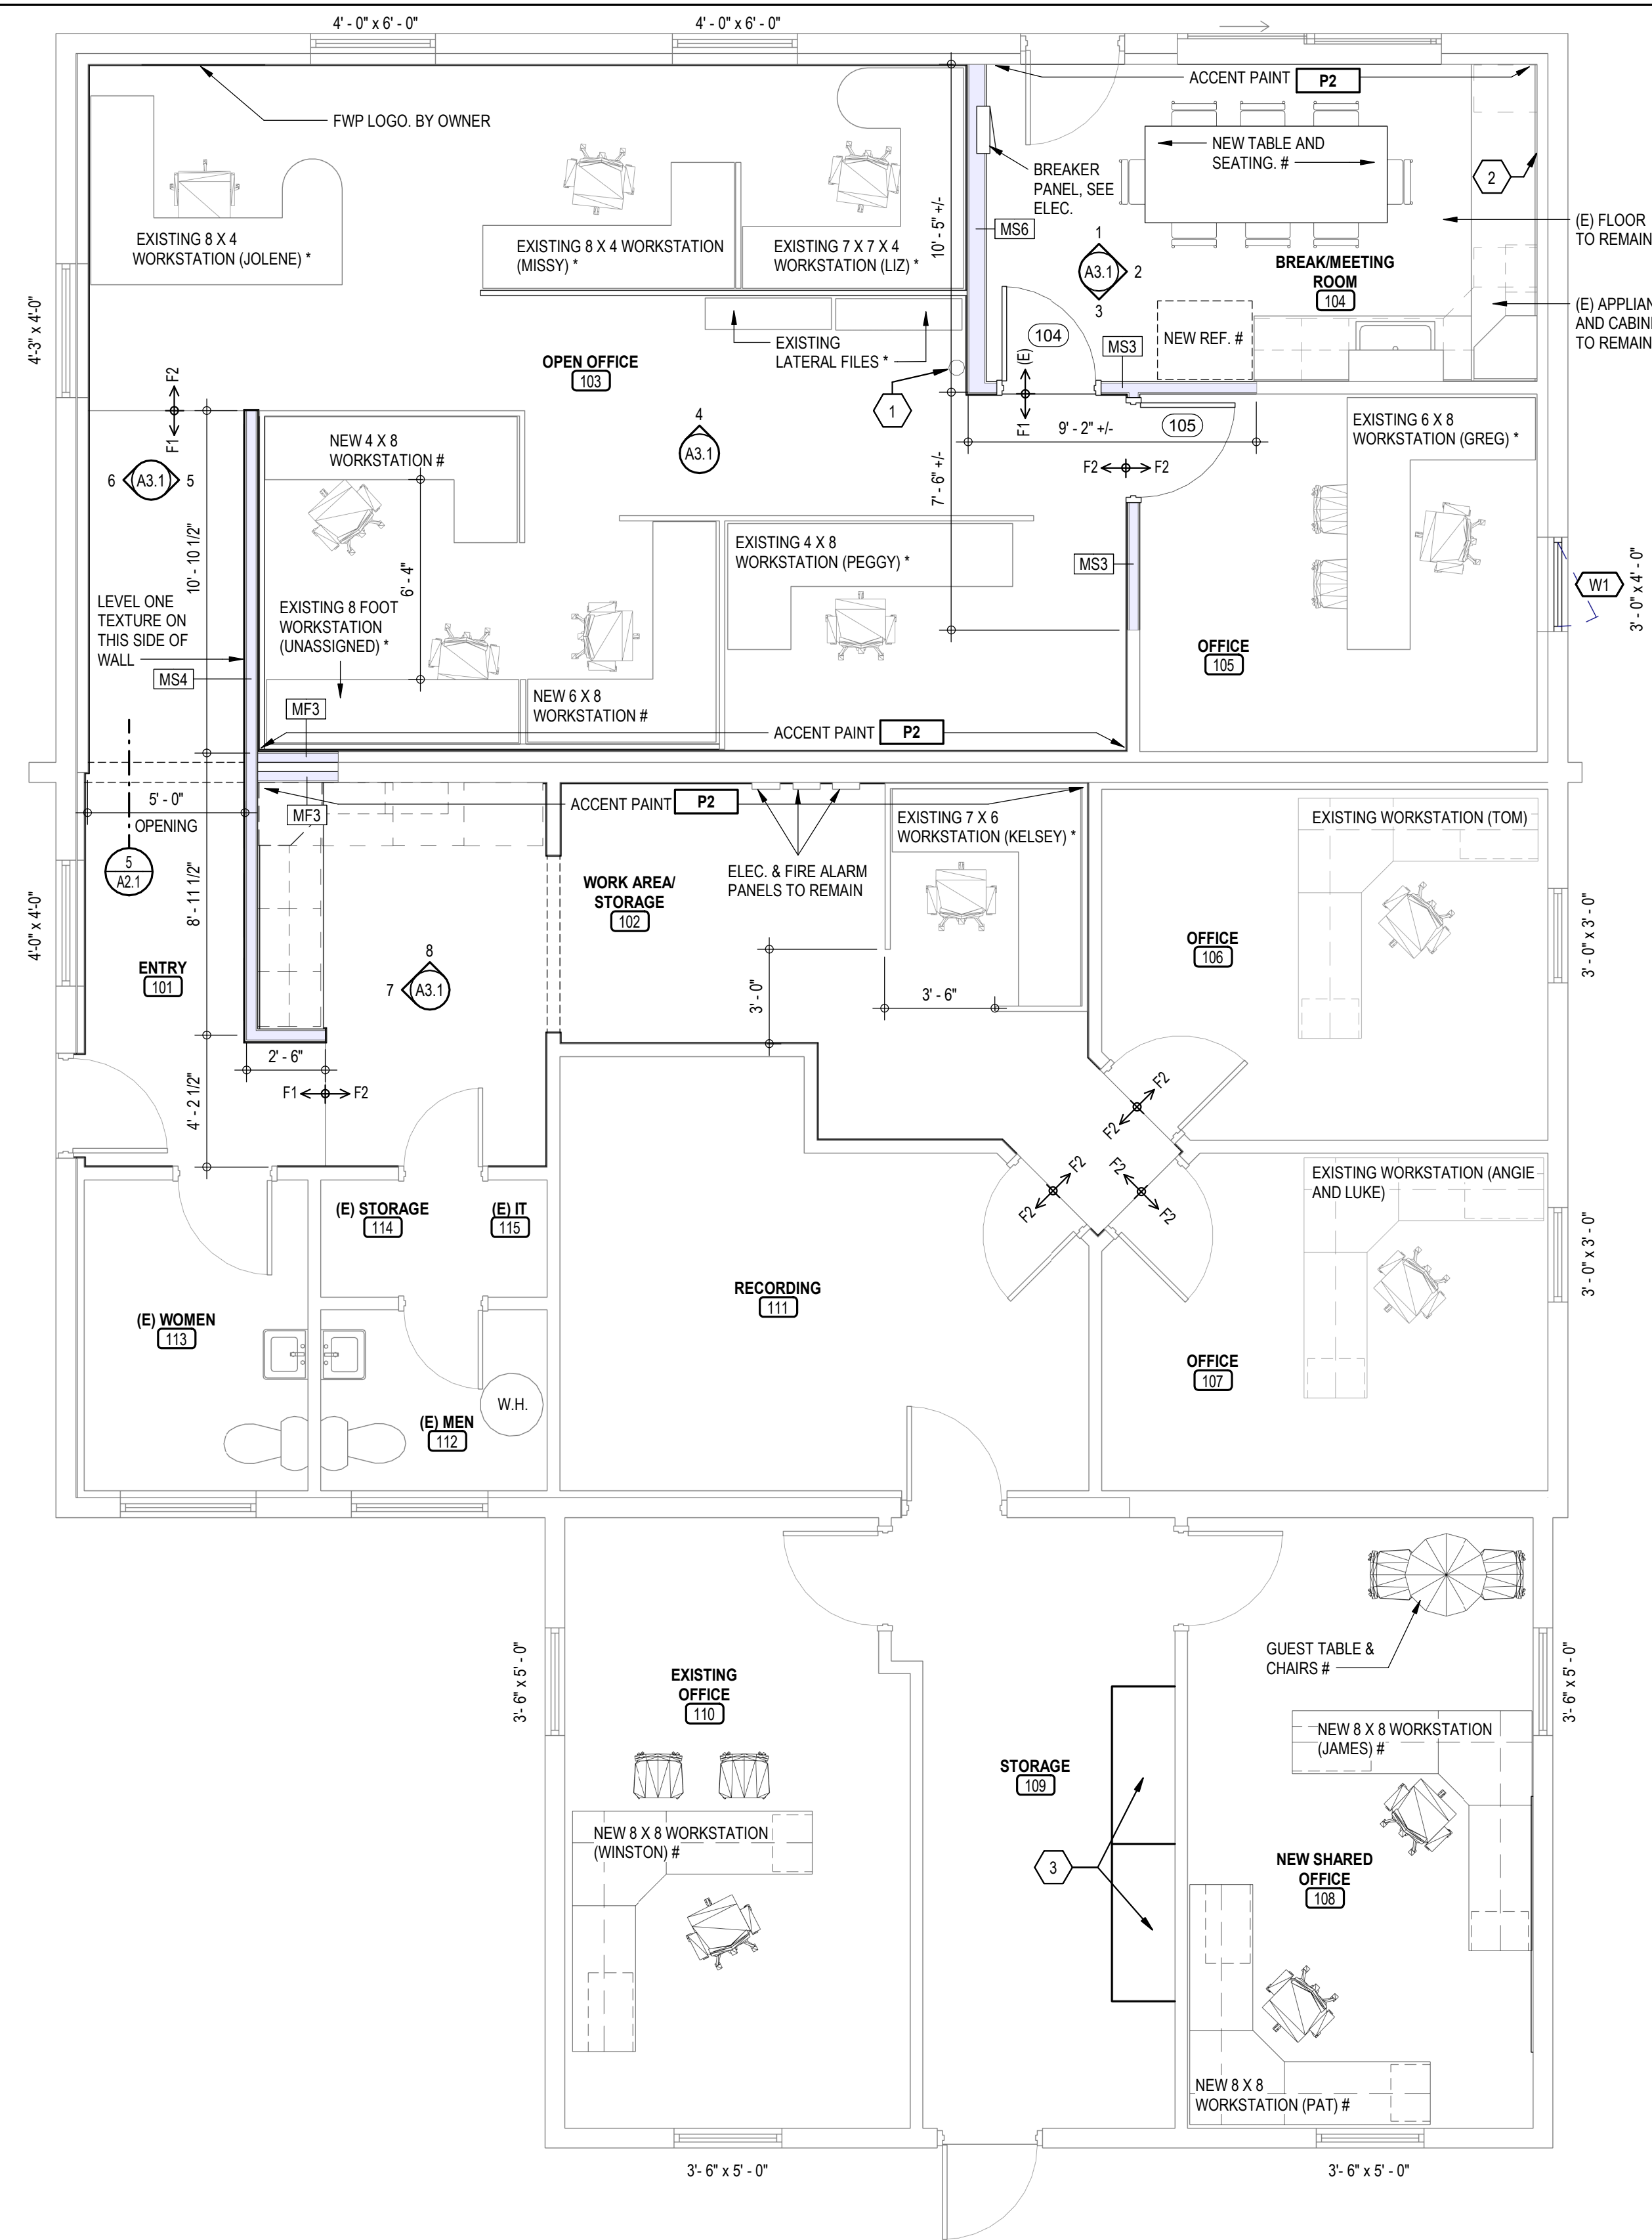 4' - 0" x 6' - 0"
4' - 0" x 6' - 0"
ACCENT PAINT P2
FWP LOGO. BY OWNER
NEW TABLE AND
SEATING. #
BREAKER
PANEL, SEE
ELEC.
2
MS6
10' - 5" +/-
(E) FLOOR
TO REMAIN
EXISTING 8 X 4
WORKSTATION (JOLENE) *
EXISTING 8 X 4 WORKSTATION
(MISSY) *
EXISTING 7 X 7 X 4
WORKSTATION (LIZ) *
1
A3.1 2
3
BREAK/MEETING
ROOM
104
(E) APPLIAN
AND CABINE
TO REMAIN
4'-3" x 4'-0"
EXISTING
LATERAL FILES *
104
MS3
NEW REF. #
OPEN OFFICE
103
F2
F1
(E)
F1
1
9' - 2" +/-
105
EXISTING 6 X 8
WORKSTATION (GREG) *
4
A3.1
NEW 4 X 8
WORKSTATION #
6 A3.1 5
F2 F2
7' - 6" +/-
10' - 10 1/2"
6' - 4"
EXISTING 4 X 8
WORKSTATION (PEGGY) *
MS3
W1
3' - 0" x 4' - 0"
LEVEL ONE
TEXTURE ON
THIS SIDE OF
WALL
EXISTING 8 FOOT
WORKSTATION
(UNASSIGNED) *
OFFICE
105
MS4
MF3
NEW 6 X 8
WORKSTATION #
ACCENT PAINT P2
5' - 0"
OPENING
MF3
ACCENT PAINT P2
EXISTING 7 X 6
WORKSTATION (KELSEY) *
EXISTING WORKSTATION (TOM)
5
A2.1
8' - 11 1/2"
4'-0" x 4'-0"
ELEC. & FIRE ALARM
PANELS TO REMAIN
WORK AREA/
STORAGE
102
OFFICE
106
3' - 0" x 3' - 0"
ENTRY
101
8
7 A3.1
3' - 0"
3' - 6"
2' - 6"
F1 F2
4' - 2 1/2"
F2
F2
F2
F2
F2
F2
EXISTING WORKSTATION (ANGIE
AND LUKE)
(E) STORAGE
114
(E) IT
115
3' - 0" x 3' - 0"
RECORDING
111
(E) WOMEN
113
OFFICE
107
W.H.
(E) MEN
112
GUEST TABLE &
CHAIRS #
3'- 6" x 5' - 0"
3'- 6" x 5' - 0"
EXISTING
OFFICE
110
NEW 8 X 8 WORKSTATION
(JAMES) #
STORAGE
109
NEW 8 X 8 WORKSTATION
(WINSTON) #
3
NEW SHARED
OFFICE
108
NEW 8 X 8
WORKSTATION (PAT) #
3'- 6" x 5' - 0"
3'- 6" x 5' - 0"